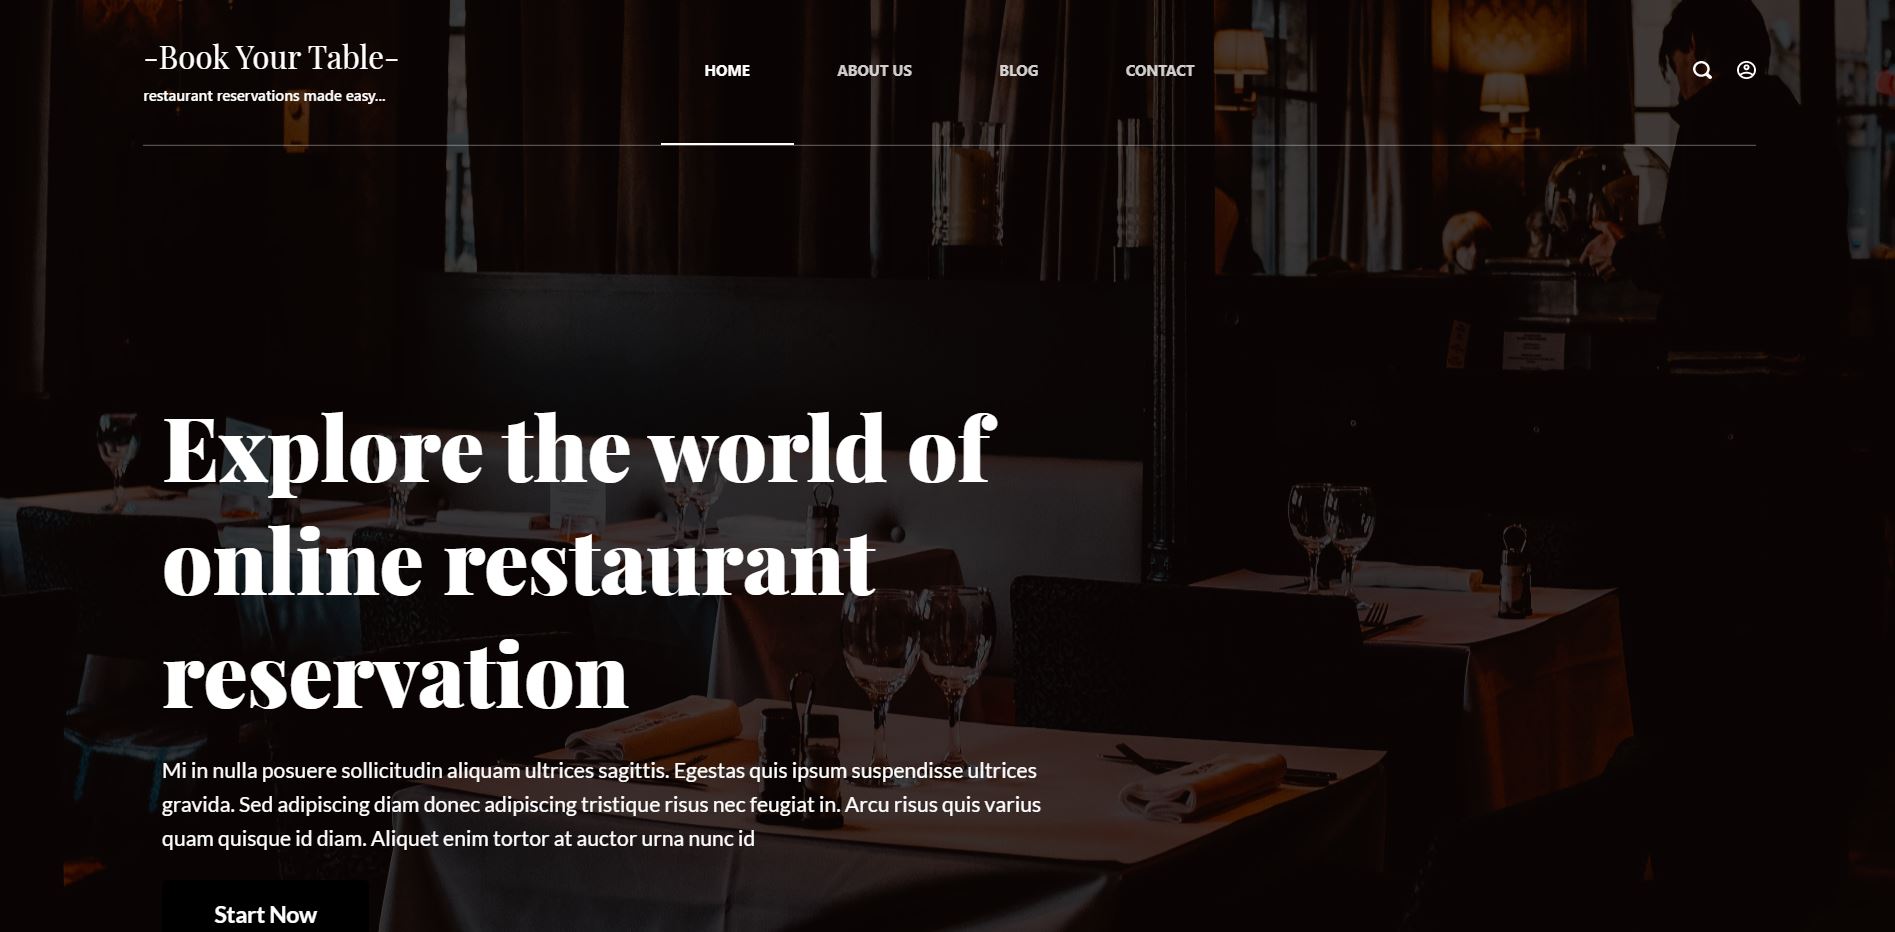 -Book Your Table-
restaurant reservations made easy...
HOME
ABOUT US
BLOG
CONTACT
Explore the world of
online restaurant
reservation
Mi in nulla posuere sollicitudin aliquam ultrices sagittis. Egestas quis ipsum suspendisse ultrices
gravida. Sed adipiscing diam donec adipiscing tristique risus nec feugiat in. Arcu risus quis varius
quam quisque id diam. Aliquet enim tortor at auctor urna nunc id
Start Now